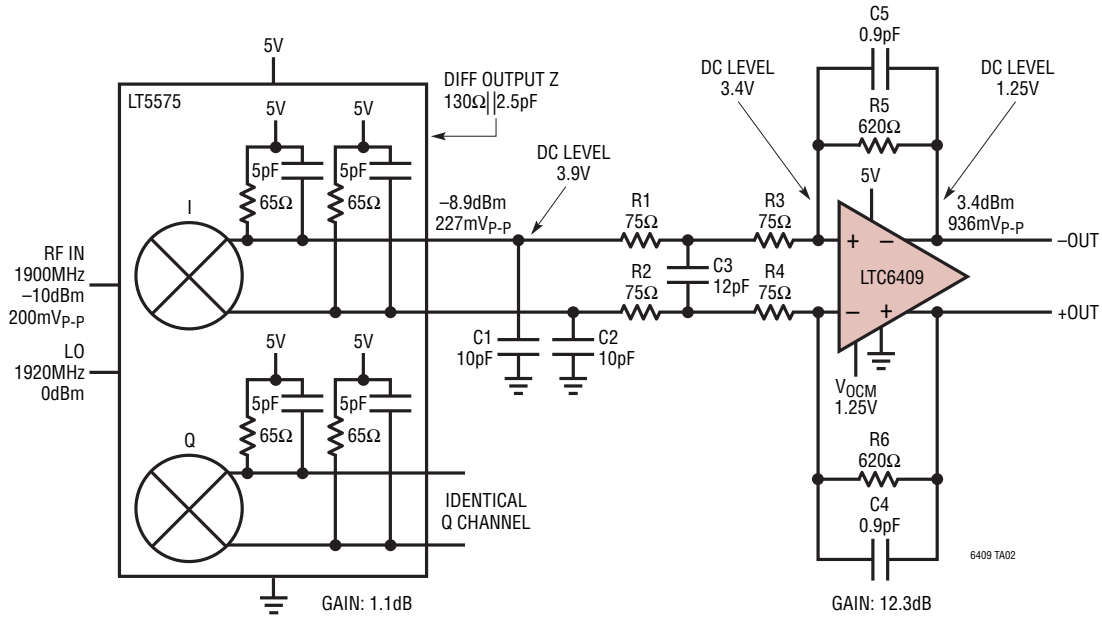 5V
LT5575
DIFF OUTPUT Z
130Ω||2.5pF
5V
5V
5pF
65Ω
5pF
65Ω
I
RF IN
1900MHz
–10dBm
200mVP-P
LO
1920MHz
0dBm
–8.9dBm
227mVP-P
DC LEVEL
3.9V
C1
10pF
C2
10pF
R1
75Ω
R2
75Ω
C3
12pF
R3
75Ω
R4
75Ω
DC LEVEL
3.4V
C5
0.9pF
R5
620Ω
DC LEVEL
1.25V
5V
3.4dBm
936mVP-P
+ –
LTC6409
– +
–OUT
+OUT
VOCM
1.25V
R6
620Ω
C4
0.9pF
5V
5V
5pF
65Ω
5pF
65Ω
Q
IDENTICAL
Q CHANNEL
GAIN: 1.1dB
GAIN: 12.3dB
6409 TA02